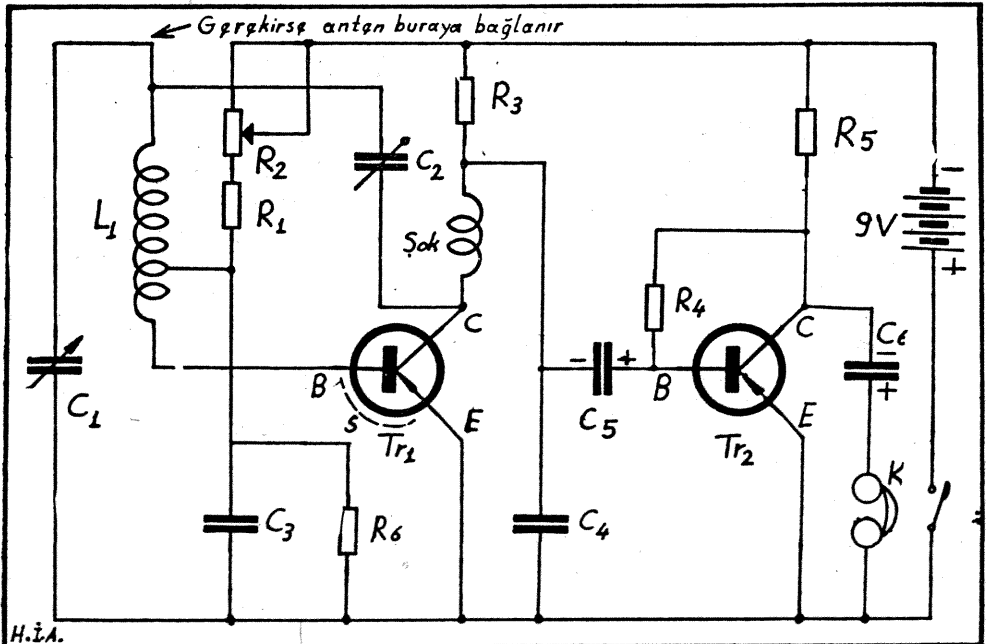 Gerekirse anten buraya bağlanır
R3
R5
R2
C2
L1
R1
Şok
9V
-
+
R4
C
C
C6
-
+
- +
C1
B
S
Tr1
E
C5
B
Tr2
E
K
C3
R6
C4
H.İ.A.